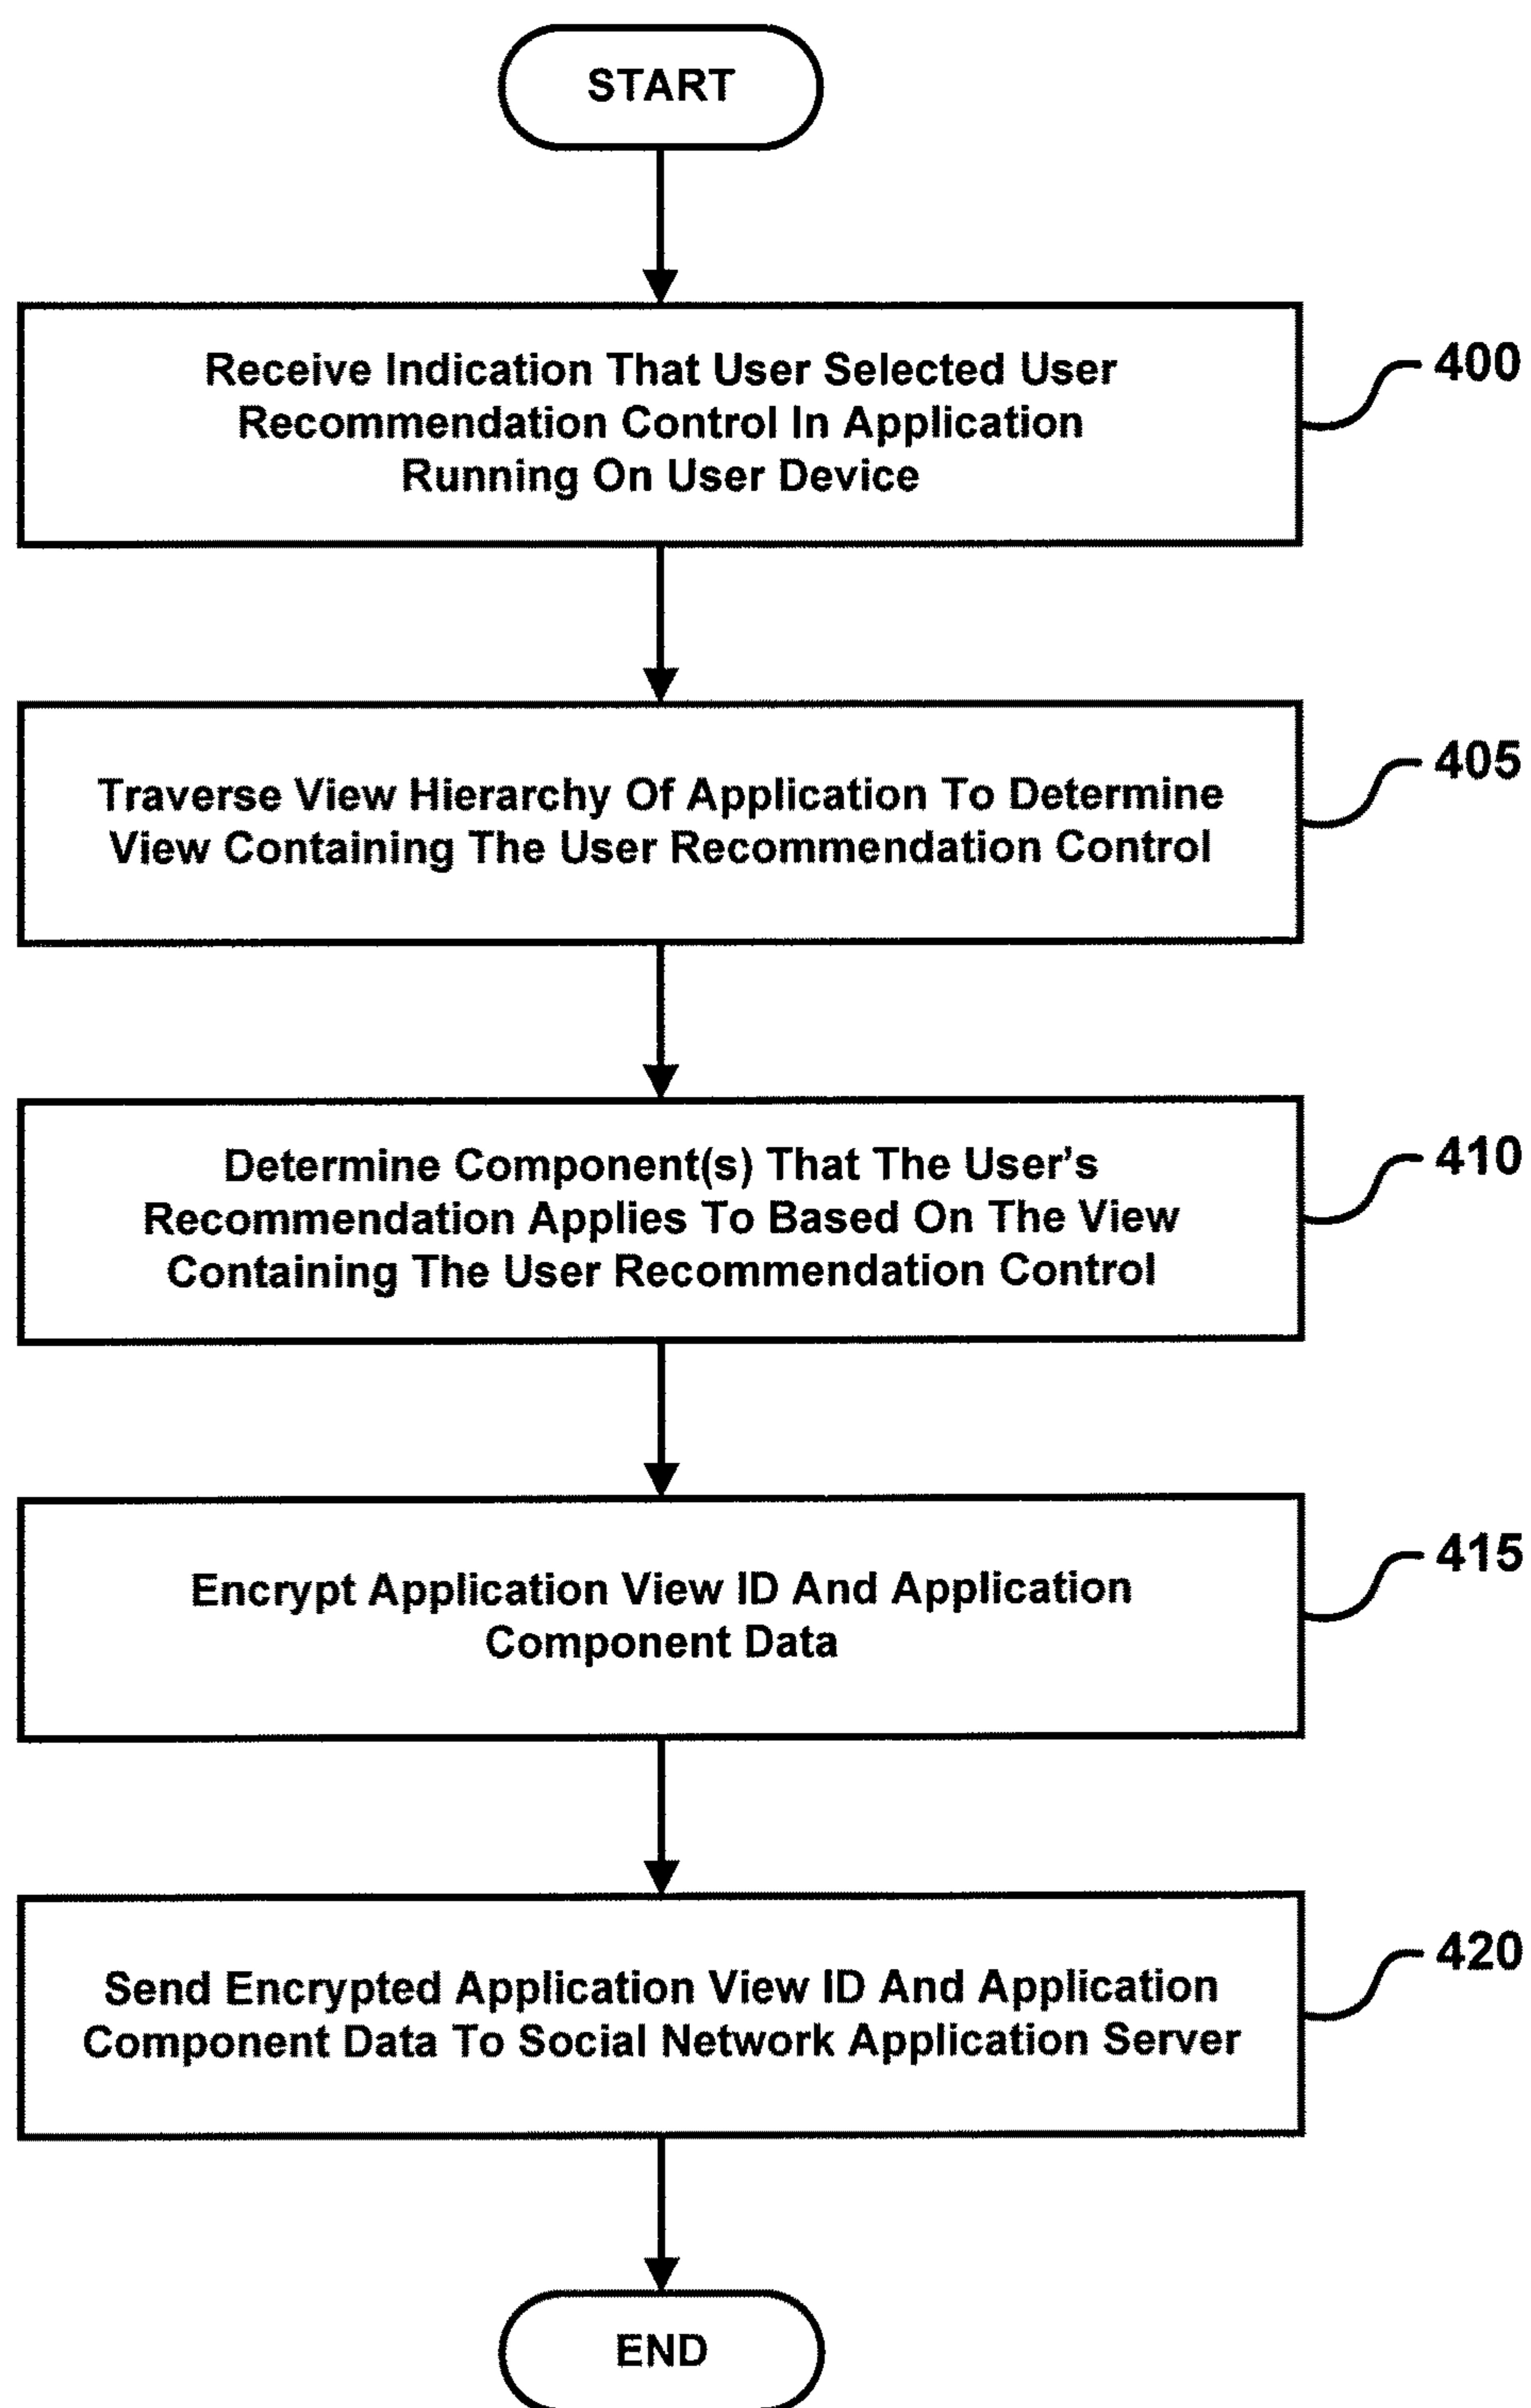 START
Receive Indication That User Selected User
Recommendation Control In Application
Running On User Device
400
Traverse View Hierarchy Of Application To Determine
View Containing The User Recommendation Control
405
Determine Component(s) That The User’s
Recommendation Applies To Based On The View
Containing The User Recommendation Control
410
Encrypt Application View ID And Application
Component Data
415
Send Encrypted Application View ID And Application
Component Data To Social Network Application Server
420
END